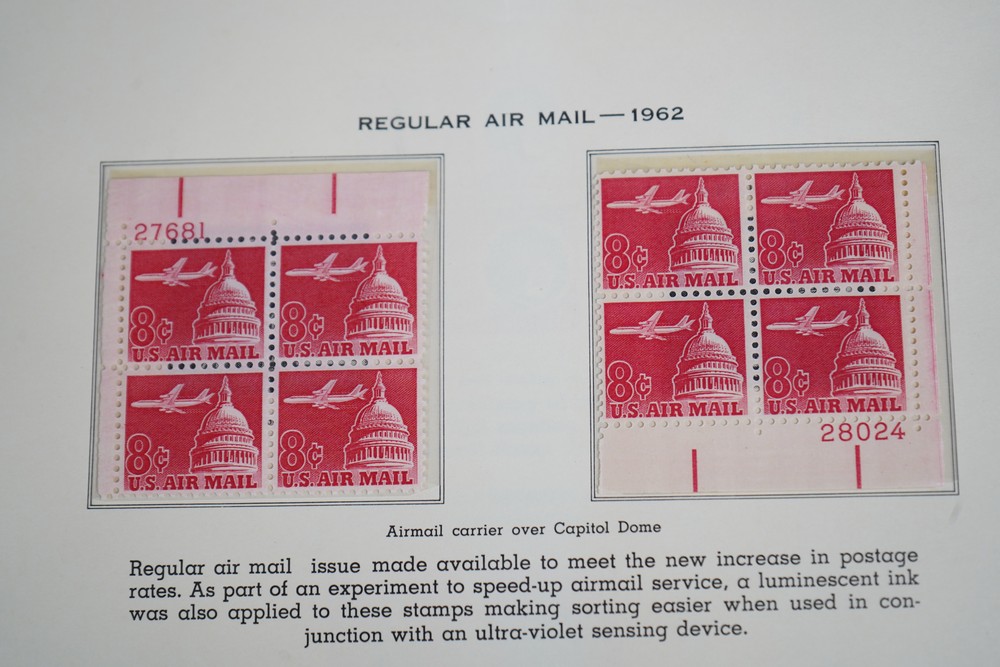 REGULAR AIR MAIL — 1962
27681
8¢ 8¢
U.S. AIR MAIL U.S. AIR MAIL
8¢ 8¢
U.S. AIR MAIL U.S. AIR MAIL
8¢ 8¢
U.S. AIR MAIL U.S. AIR MAIL
8¢ 8¢
U.S. AIR MAIL U.S. AIR MAIL
28024
Airmail carrier over Capitol Dome
Regular air mail issue made available to meet the new increase in postage
rates. As part of an experiment to speed-up airmail service, a luminescent ink
was also applied to these stamps making sorting easier when used in con-
junction with an ultra-violet sensing device.